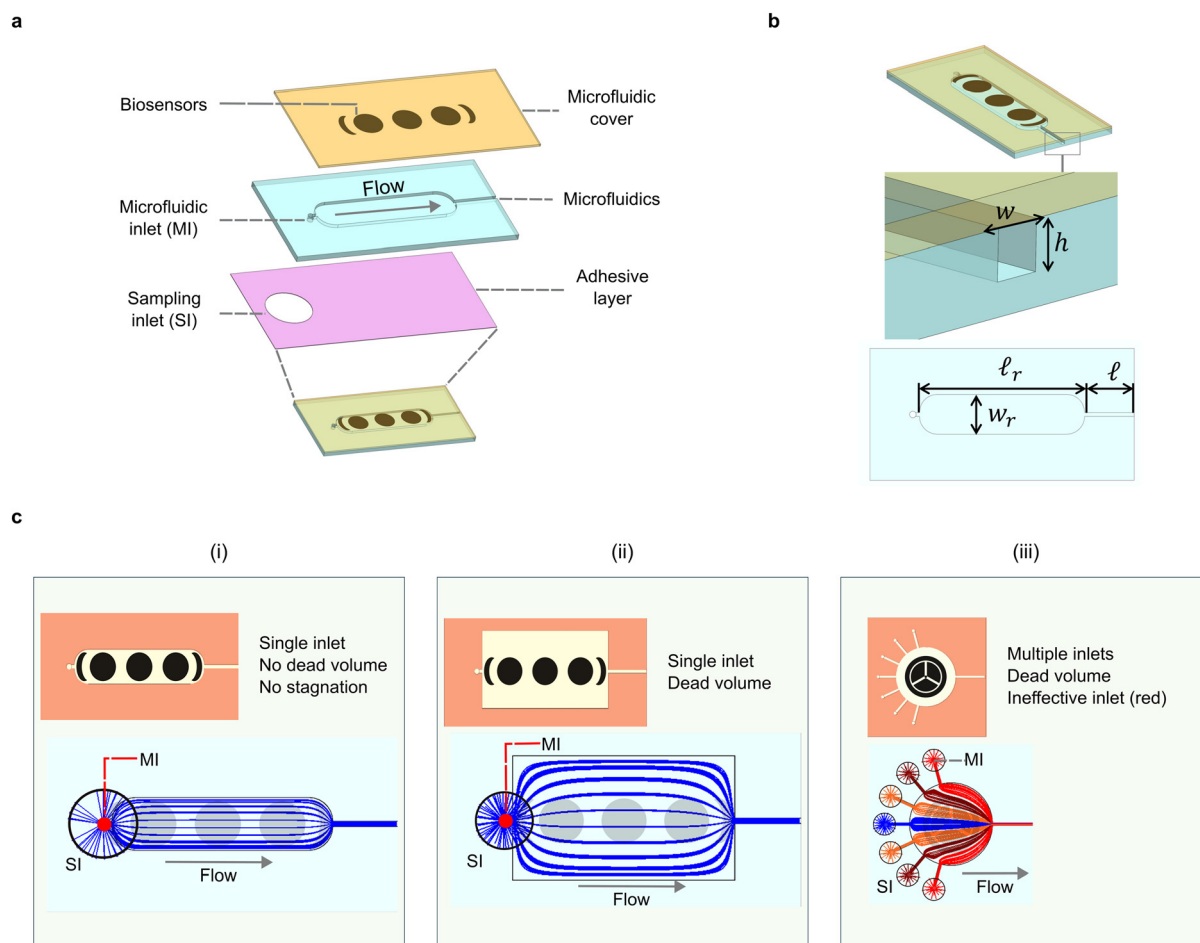 a
Biosensors
Microfluidic
cover
Flow
Microfluidic
inlet (MI)
Microfluidics
Sampling
inlet (SI)
Adhesive
layer
b
w
h
ℓr
ℓ
wr
c
(i)
Single inlet
No dead volume
No stagnation
MI
SI
Flow
(ii)
Single inlet
Dead volume
MI
SI
Flow
(iii)
Multiple inlets
Dead volume
Ineffective inlet (red)
MI
SI
Flow